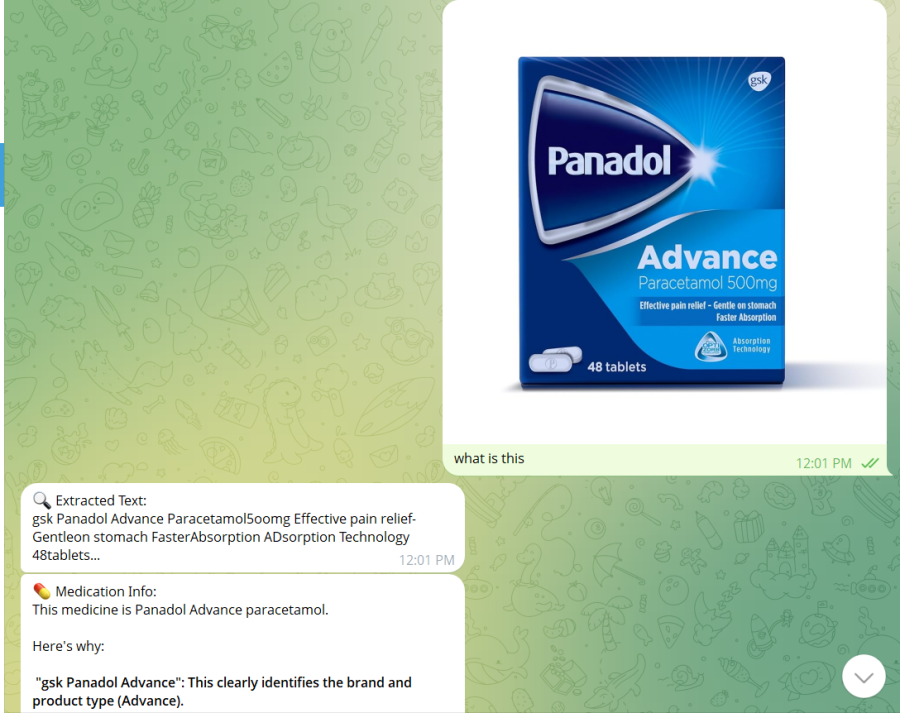 gsk
Panadol
Advance
Paracetamol 500mg
Effective pain relief - Gentle on stomach
Faster Absorption
Absorption
Technology
48 tablets
what is this
12:01 PM
🔍 Extracted Text:
gsk Panadol Advance Paracetamol5oomg Effective pain relief-
Gentleon stomach FasterAbsorption ADsorption Technology
48tablets...
12:01 PM
💊 Medication Info:
This medicine is Panadol Advance paracetamol.
Here's why:
"gsk Panadol Advance": This clearly identifies the brand and
product type (Advance).